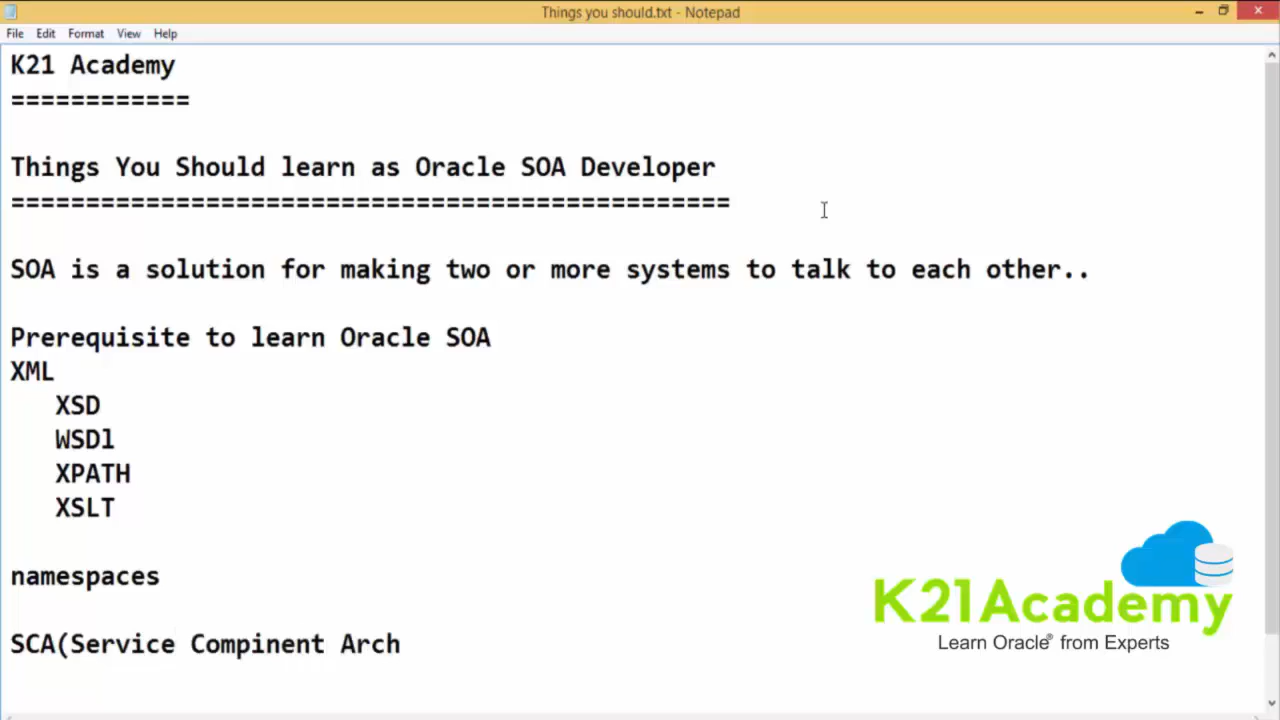 Things you should.txt - Notepad
File Edit Format View Help
K21 Academy
============
Things You Should learn as Oracle SOA Developer
================================================
SOA is a solution for making two or more systems to talk to each other..
Prerequisite to learn Oracle SOA
XML
XSD
WSDl
XPATH
XSLT
namespaces
SCA(Service Compinent Arch
K21Academy
Learn Oracle® from Experts